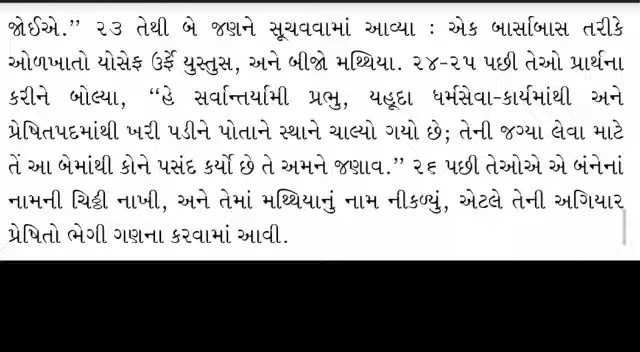 જોઈએ.” ૨૩ તેથી બે જણને સૂચવવામાં આવ્યા : એક બાર્સાબાસ તરીકે
ઓળખાતો યોસેફ ઉર્ફે યુસ્તુસ, અને બીજો મથ્થિયા. ૨૪-૨૫ પછી તેઓ પ્રાર્થના
કરીને બોલ્યા, “હે સર્વાન્તર્યામી પ્રભુ, યહૂદા ધર્મસેવા-કાર્યમાંથી અને
પ્રેષિતપદમાંથી ખરી પડીને પોતાને સ્થાને ચાલ્યો ગયો છે; તેની જગ્યા લેવા માટે
તેં આ બેમાંથી કોને પસંદ કર્યો છે તે અમને જણાવ.” ૨૬ પછી તેઓએ એ બંનેનાં
નામની ચિઠ્ઠી નાખી, અને તેમાં મથ્થિયાનું નામ નીકળ્યું, એટલે તેની અગિયાર
પ્રેષિતો ભેગી ગણના કરવામાં આવી.